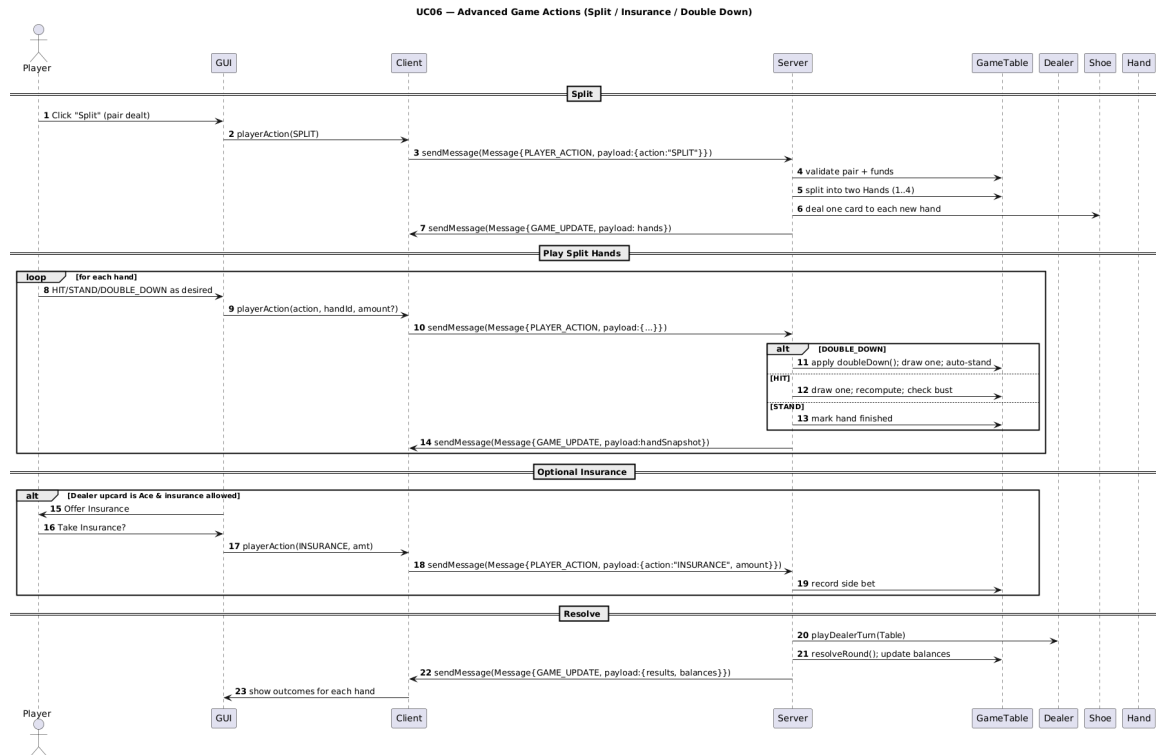 UC06 — Advanced Game Actions (Split / Insurance / Double Down)
Player
GUI
Client
Server
GameTable
Dealer
Shoe
Hand
Split
1 Click "Split" (pair dealt)
2 playerAction(SPLIT)
3 sendMessage(Message{PLAYER_ACTION, payload:{action:"SPLIT"}})
4 validate pair + funds
5 split into two Hands (1..4)
6 deal one card to each new hand
7 sendMessage(Message{GAME_UPDATE, payload: hands})
Play Split Hands
loop [for each hand]
8 HIT/STAND/DOUBLE_DOWN as desired
9 playerAction(action, handId, amount?)
10 sendMessage(Message{PLAYER_ACTION, payload:{...}})
alt [DOUBLE_DOWN]
11 apply doubleDown(); draw one; auto-stand
[HIT]
12 draw one; recompute; check bust
[STAND]
13 mark hand finished
14 sendMessage(Message{GAME_UPDATE, payload:handSnapshot})
Optional Insurance
alt [Dealer upcard is Ace & insurance allowed]
15 Offer Insurance
16 Take Insurance?
17 playerAction(INSURANCE, amt)
18 sendMessage(Message{PLAYER_ACTION, payload:{action:"INSURANCE", amount}})
19 record side bet
Resolve
20 playDealerTurn(Table)
21 resolveRound(); update balances
22 sendMessage(Message{GAME_UPDATE, payload:{results, balances}})
23 show outcomes for each hand
Player
GUI
Client
Server
GameTable
Dealer
Shoe
Hand